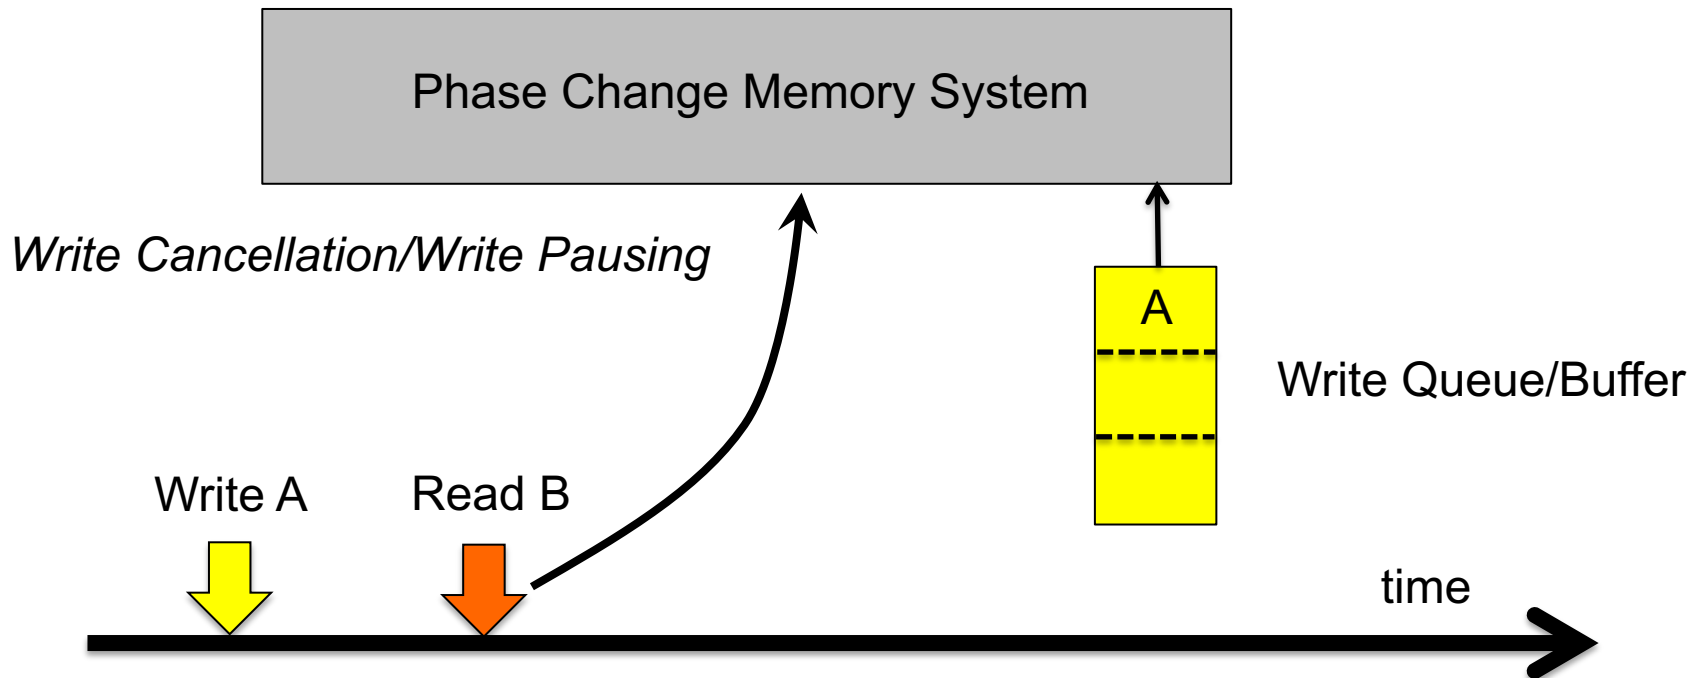 Phase Change Memory System
Write Cancellation/Write Pausing
A
Write Queue/Buffer
Write A
Read B
time